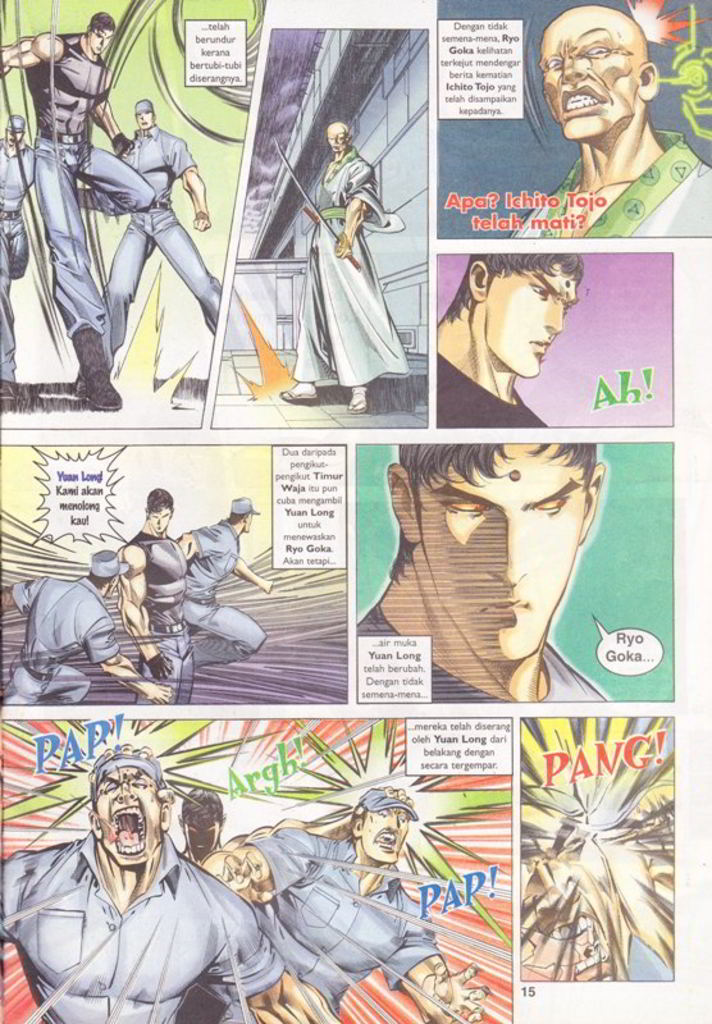 ...telah
berundur
kerana
bertubi-tubi
diserangnya.
Dengan tidak
semena-mena, Ryo
Goka kelihatan
terkejut mendengar
berita kematian
Ichito Tojo yang
telah disampaikan
kepadanya.
Apa? Ichito Tojo
telah mati?
Ah!
Yuan Long!
Kami akan
menolong
kau!
Dua daripada
pengikut-
pengikut Timur
Waja itu pun
cuba mengambil
Yuan Long
untuk
menewaskan
Ryo Goka.
Akan tetapi...
...air muka
Yuan Long
telah berubah.
Dengan tidak
semena-mena...
Ryo
Goka...
PAP!
Argh!
...mereka telah diserang
oleh Yuan Long dari
belakang dengan
secara tergempar.
PAP!
PANG!
15